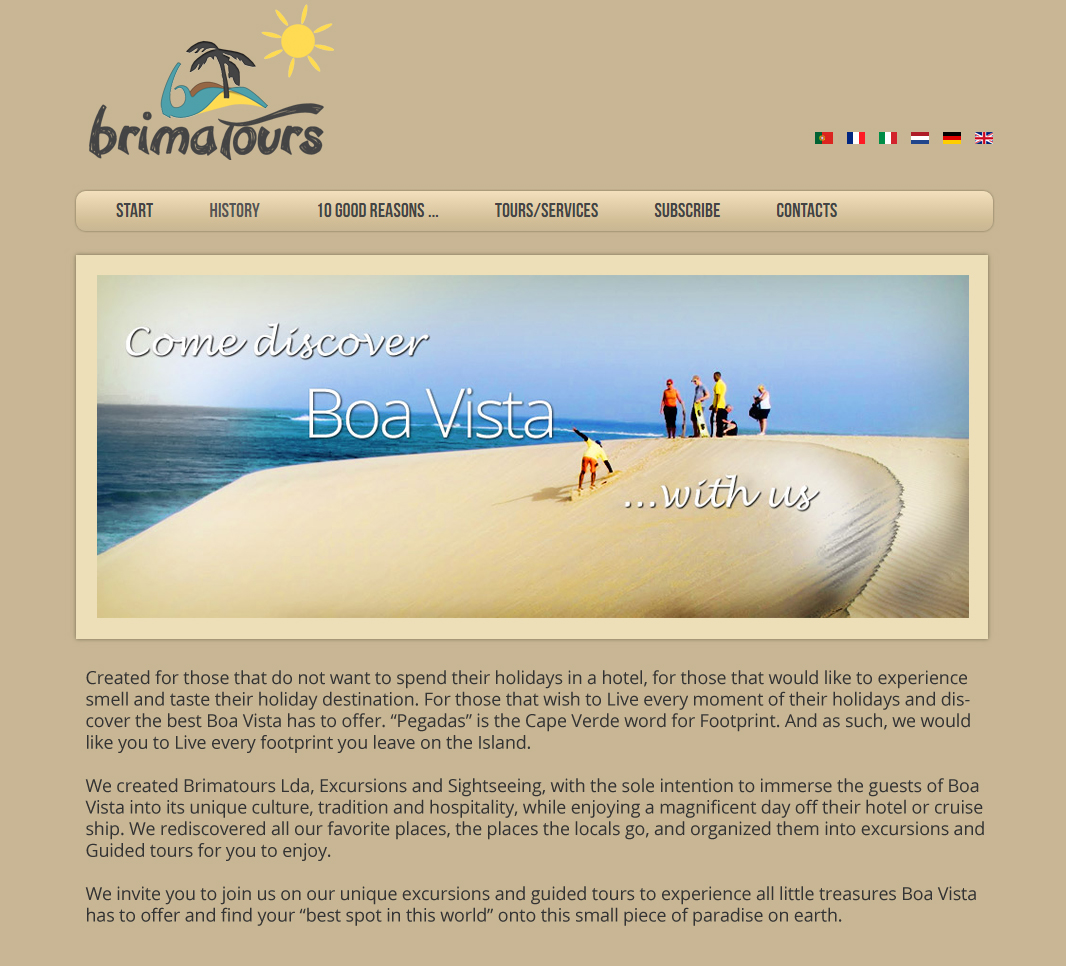 brimaTours
START HISTORY 10 GOOD REASONS ... TOURS/SERVICES SUBSCRIBE CONTACTS
Come discover
Boa Vista
...with us
Created for those that do not want to spend their holidays in a hotel, for those that would like to experience
smell and taste their holiday destination. For those that wish to Live every moment of their holidays and dis-
cover the best Boa Vista has to offer. “Pegadas” is the Cape Verde word for Footprint. And as such, we would
like you to Live every footprint you leave on the Island.
We created Brimatours Lda, Excursions and Sightseeing, with the sole intention to immerse the guests of Boa
Vista into its unique culture, tradition and hospitality, while enjoying a magnificent day off their hotel or cruise
ship. We rediscovered all our favorite places, the places the locals go, and organized them into excursions and
Guided tours for you to enjoy.
We invite you to join us on our unique excursions and guided tours to experience all little treasures Boa Vista
has to offer and find your “best spot in this world” onto this small piece of paradise on earth.